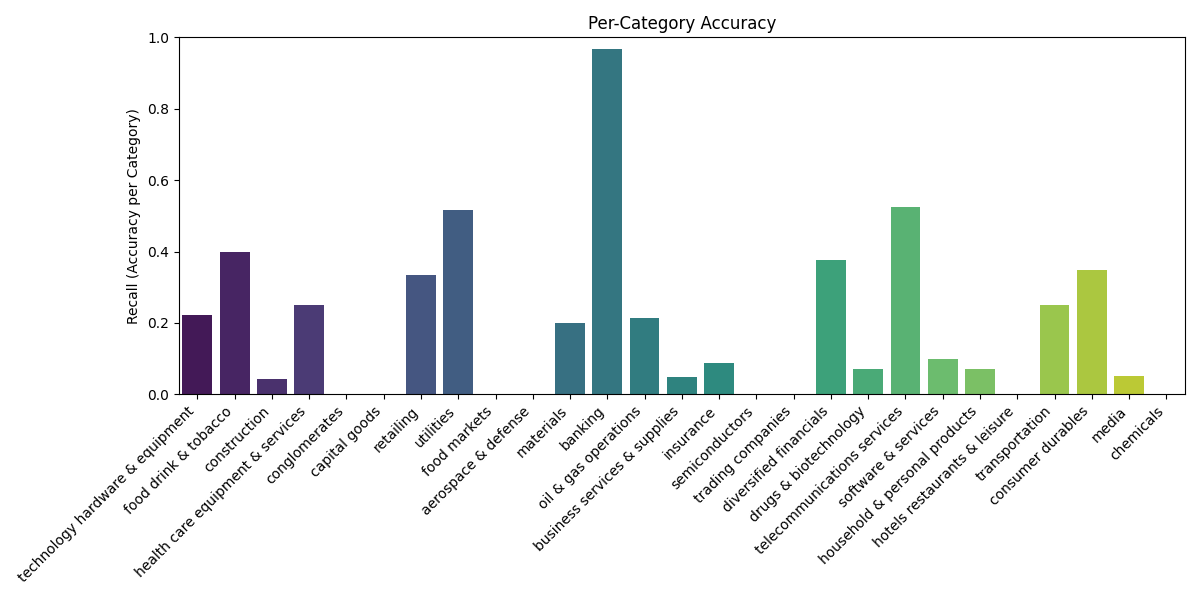 Per-Category Accuracy
Recall (Accuracy per Category)
1.0
0.8
0.6
0.4
0.2
0.0
technology hardware & equipment
food drink & tobacco
construction
health care equipment & services
conglomerates
capital goods
retailing
utilities
food markets
aerospace & defense
materials
banking
oil & gas operations
business services & supplies
insurance
semiconductors
trading companies
diversified financials
drugs & biotechnology
telecommunications services
software & services
household & personal products
hotels restaurants & leisure
transportation
consumer durables
media
chemicals